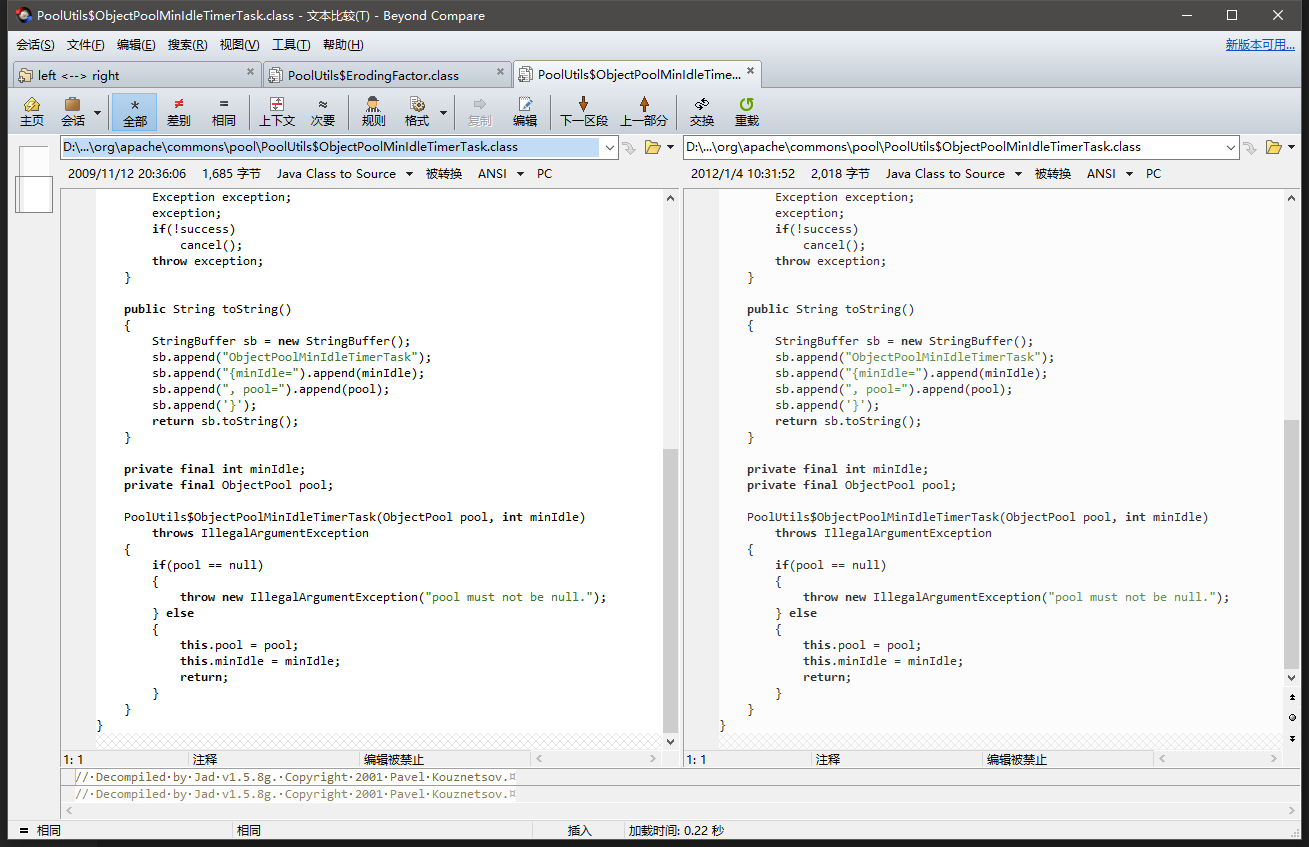 PoolUtils$ObjectPoolMinIdleTimerTask.class - 文本比较(T) - Beyond Compare
会话(S) 文件(F) 编辑(E) 搜索(R) 视图(V) 工具(T) 帮助(H) 新版本可用...
left <--> right PoolUtils$ErodingFactor.class PoolUtils$ObjectPoolMinIdleTime...
主页 会话 全部 差别 相同 上下文 次要 规则 格式 复制 编辑 下一区段 上一部分 交换 重载
D:\...\org\apache\commons\pool\PoolUtils$ObjectPoolMinIdleTimerTask.class
2009/11/12 20:36:06 1,685 字节 Java Class to Source 被转换 ANSI PC
Exception exception;
exception;
if(!success)
cancel();
throw exception;
}
public String toString()
{
StringBuffer sb = new StringBuffer();
sb.append("ObjectPoolMinIdleTimerTask");
sb.append("{minIdle=").append(minIdle);
sb.append(", pool=").append(pool);
sb.append('}');
return sb.toString();
}
private final int minIdle;
private final ObjectPool pool;
PoolUtils$ObjectPoolMinIdleTimerTask(ObjectPool pool, int minIdle)
throws IllegalArgumentException
{
if(pool == null)
{
throw new IllegalArgumentException("pool must not be null.");
} else
{
this.pool = pool;
this.minIdle = minIdle;
return;
}
}
}
1: 1 注释 编辑被禁止
D:\...\org\apache\commons\pool\PoolUtils$ObjectPoolMinIdleTimerTask.class
2012/1/4 10:31:52 2,018 字节 Java Class to Source 被转换 ANSI PC
Exception exception;
exception;
if(!success)
cancel();
throw exception;
}
public String toString()
{
StringBuffer sb = new StringBuffer();
sb.append("ObjectPoolMinIdleTimerTask");
sb.append("{minIdle=").append(minIdle);
sb.append(", pool=").append(pool);
sb.append('}');
return sb.toString();
}
private final int minIdle;
private final ObjectPool pool;
PoolUtils$ObjectPoolMinIdleTimerTask(ObjectPool pool, int minIdle)
throws IllegalArgumentException
{
if(pool == null)
{
throw new IllegalArgumentException("pool must not be null.");
} else
{
this.pool = pool;
this.minIdle = minIdle;
return;
}
}
}
1: 1 注释 编辑被禁止
//·Decompiled·by·Jad·v1.5.8g.·Copyright·2001·Pavel·Kouznetsov.¤
//·Decompiled·by·Jad·v1.5.8g.·Copyright·2001·Pavel·Kouznetsov.¤
= 相同 相同 插入 加载时间: 0.22 秒